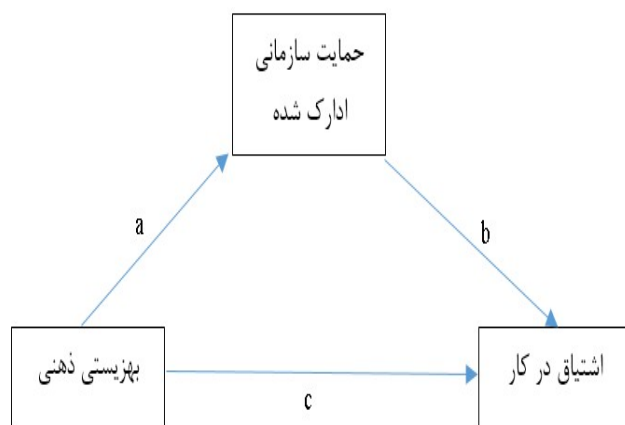 حمایت سازمانی
ادارک شده
a
b
بهزیستی ذهنی
اشتیاق در کار
c